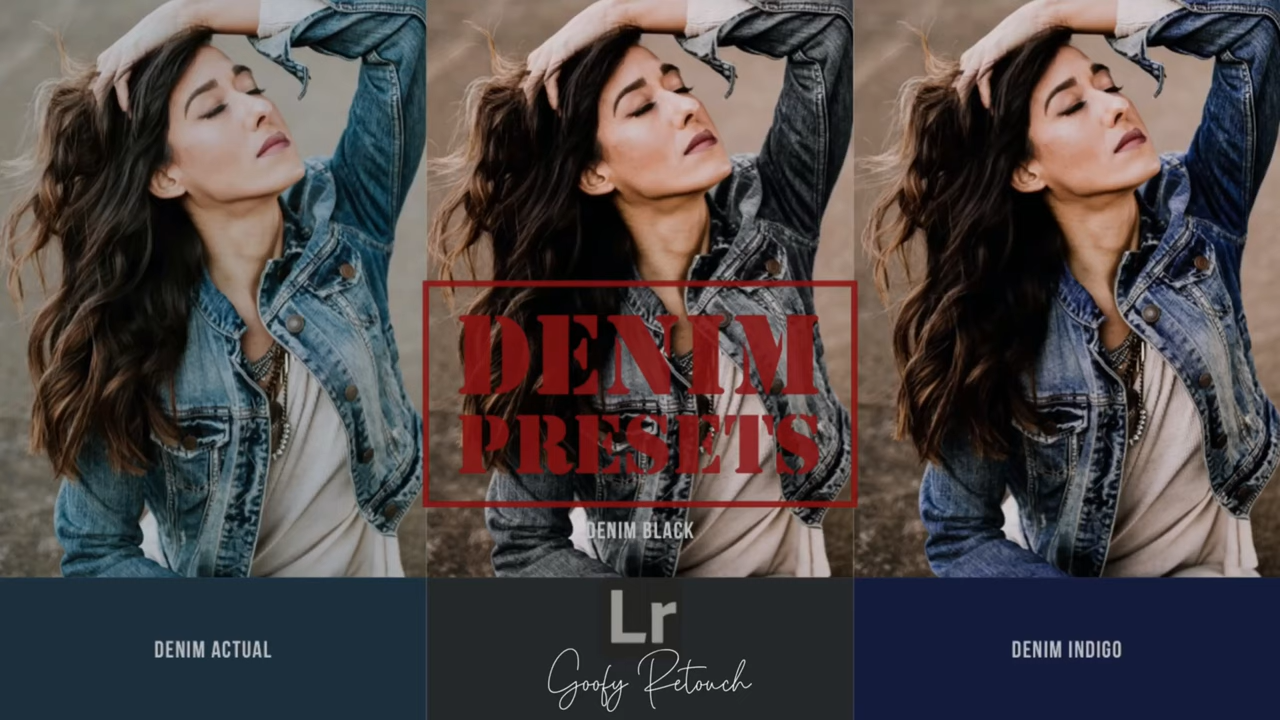 DENIM
PRESETS
DENIM BLACK
Lr
Goofy Retouch
DENIM ACTUAL
DENIM INDIGO